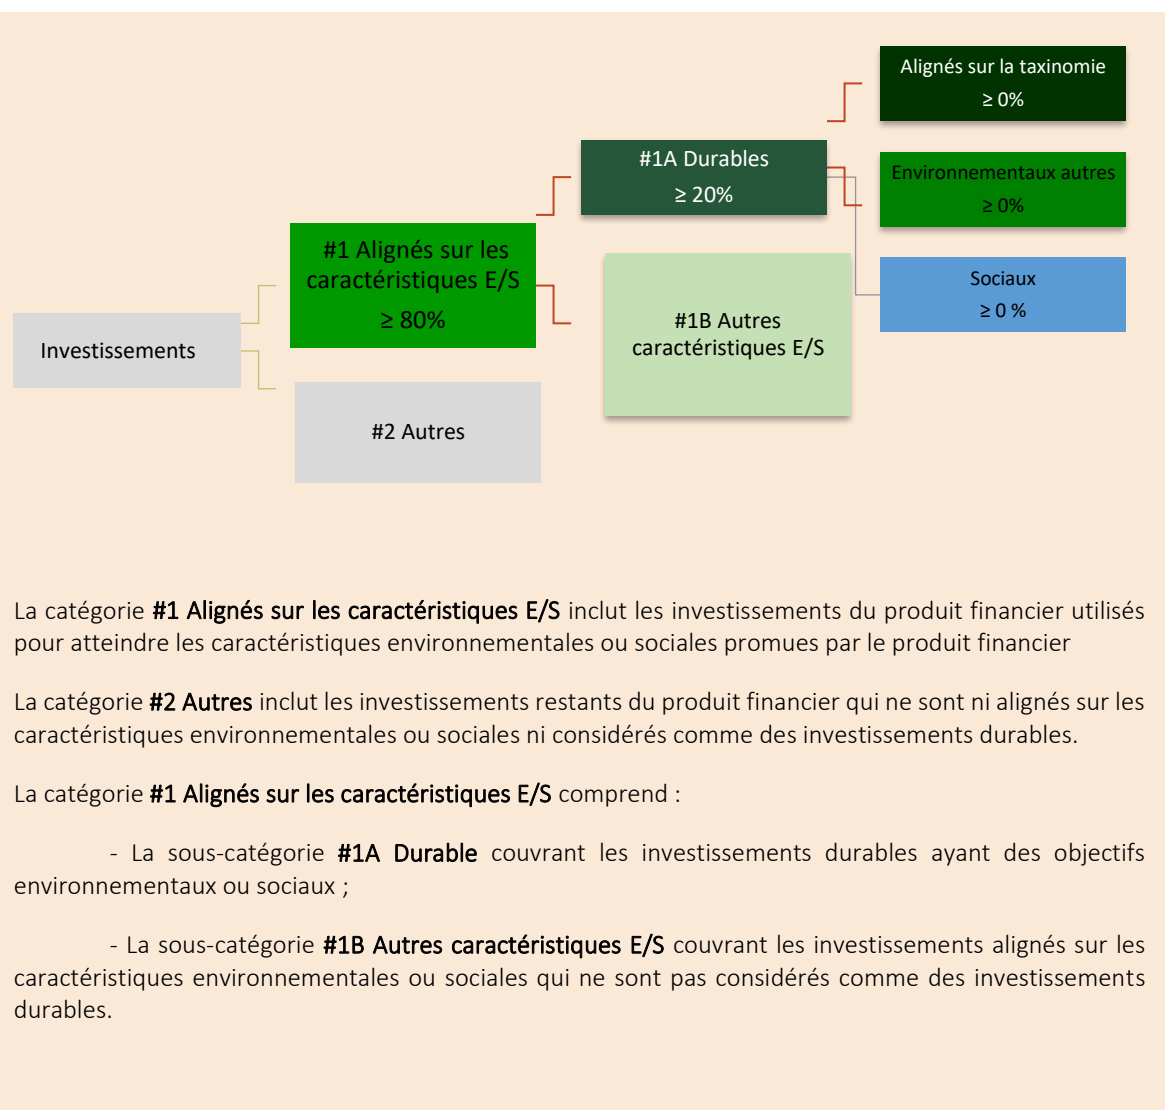 Alignés sur la taxinomie
≥ 0%
#1A Durables
≥ 20%
Environnementaux autres
≥ 0%
#1 Alignés sur les
caractéristiques E/S
≥ 80%
Sociaux
≥ 0 %
Investissements
#1B Autres
caractéristiques E/S
#2 Autres
La catégorie #1 Alignés sur les caractéristiques E/S inclut les investissements du produit financier utilisés
pour atteindre les caractéristiques environnementales ou sociales promues par le produit financier
La catégorie #2 Autres inclut les investissements restants du produit financier qui ne sont ni alignés sur les
caractéristiques environnementales ou sociales ni considérés comme des investissements durables.
La catégorie #1 Alignés sur les caractéristiques E/S comprend :
- La sous-catégorie #1A Durable couvrant les investissements durables ayant des objectifs
environnementaux ou sociaux ;
- La sous-catégorie #1B Autres caractéristiques E/S couvrant les investissements alignés sur les
caractéristiques environnementales ou sociales qui ne sont pas considérés comme des investissements
durables.